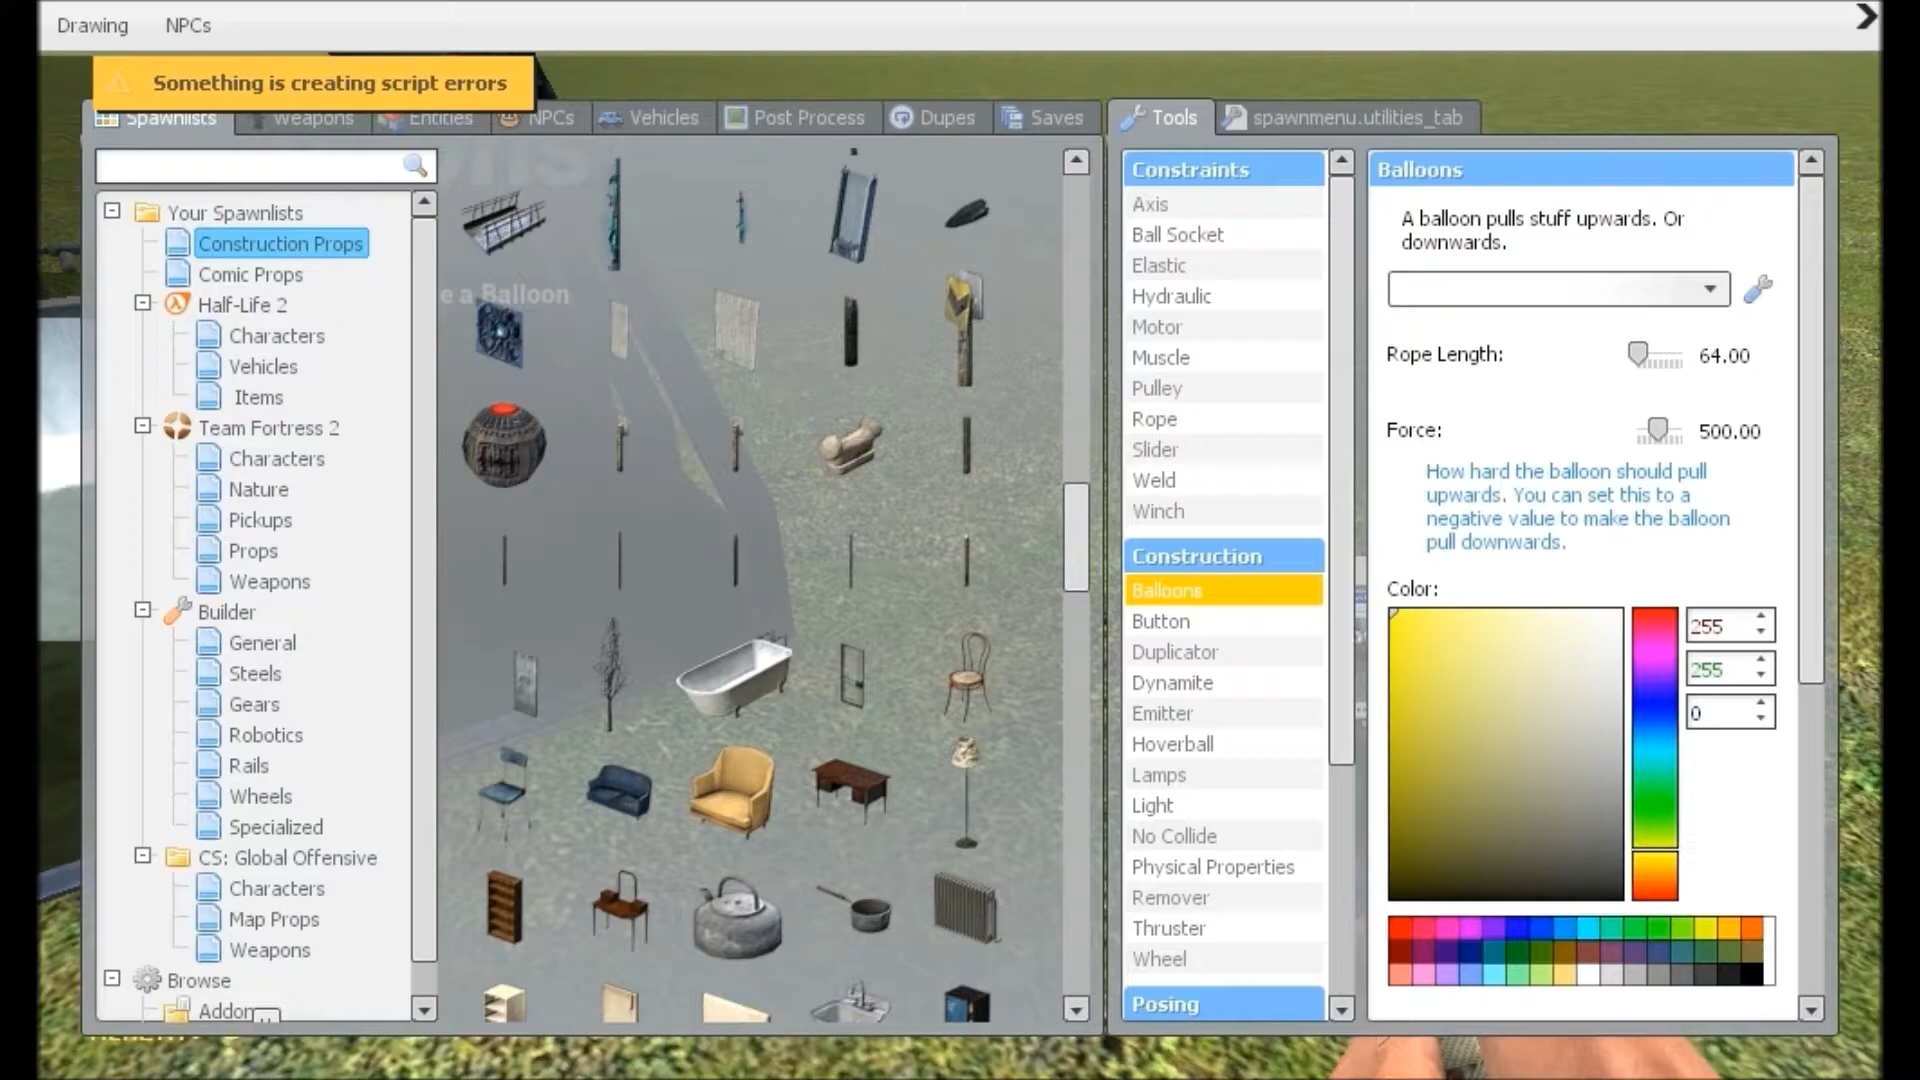 Drawing NPCs
Something is creating script errors
Spawnlists Weapons Entities NPCs Vehicles Post Process Dupes Saves
Your Spawnlists
Construction Props
Comic Props
Half-Life 2
Characters
Vehicles
Items
Team Fortress 2
Characters
Nature
Pickups
Props
Weapons
Builder
General
Steels
Gears
Robotics
Rails
Wheels
Specialized
CS: Global Offensive
Characters
Map Props
Weapons
Browse
Addon
e a Balloon
Tools spawnmenu.utilities_tab
Constraints
Axis
Ball Socket
Elastic
Hydraulic
Motor
Muscle
Pulley
Rope
Slider
Weld
Winch
Construction
Balloons
Button
Duplicator
Dynamite
Emitter
Hoverball
Lamps
Light
No Collide
Physical Properties
Remover
Thruster
Wheel
Posing
Balloons
A balloon pulls stuff upwards. Or
downwards.
Rope Length: 64.00
Force: 500.00
How hard the balloon should pull
upwards. You can set this to a
negative value to make the balloon
pull downwards.
Color:
255
255
0